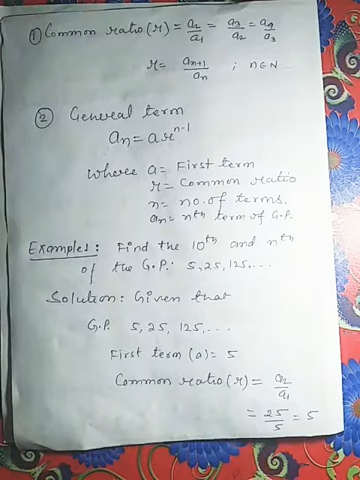 ① Common ratio (r) = a₂/a₁ = a₃/a₂ = a₄/a₃
r = aₙ₊₁/aₙ ; n∈N
② General term
aₙ = arⁿ⁻¹
where a = First term
r = Common ratio
n = no. of terms.
aₙ = nᵗʰ term of G.P.
Examples: Find the 10ᵗʰ and nᵗʰ
of the G.P. 5, 25, 125....
Solution: Given that
G.P. 5, 25, 125, ...
First term (a) = 5
Common ratio (r) = a₂/a₁
= 25/5 = 5